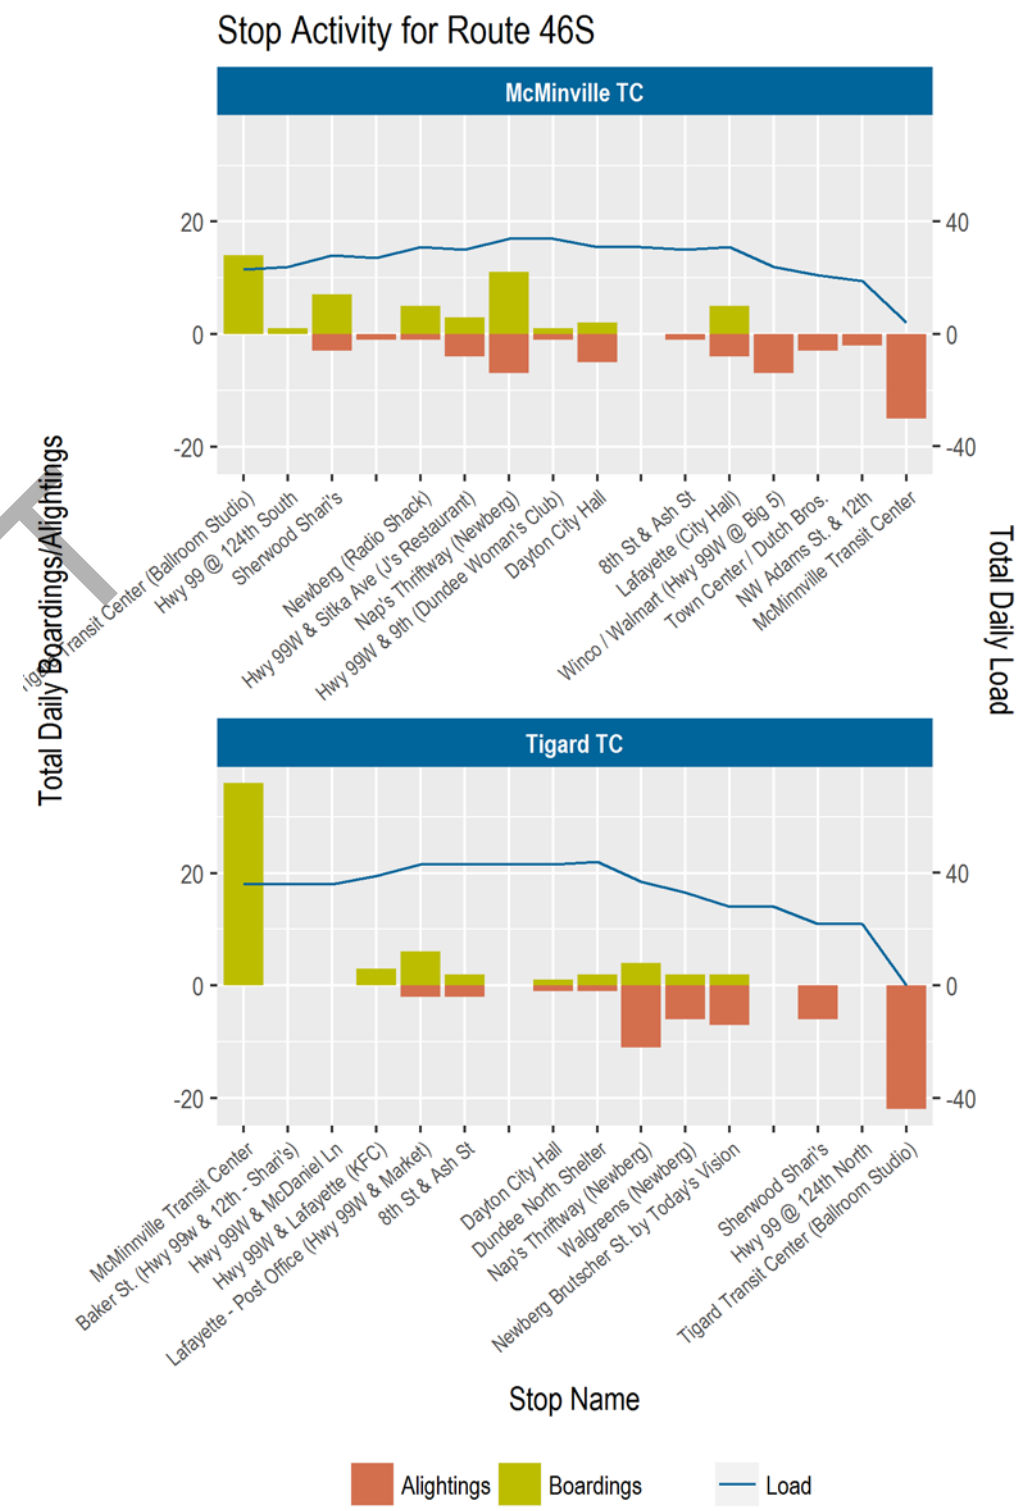 Stop Activity for Route 46S
McMinville TC
20
0
-20
40
0
-40
Transit Center (Ballroom Studio)
Hwy 99 @ 124th South
Sherwood Shari's
Newberg (Radio Shack)
Hwy 99W & Sitka Ave (J's Restaurant)
Nap's Thriftway (Newberg)
Hwy 99W & 9th (Dundee Woman's Club)
Dayton City Hall
8th St & Ash St
Lafayette (City Hall)
Winco / Walmart (Hwy 99W @ Big 5)
Town Center / Dutch Bros.
NW Adams St. & 12th
McMinnville Transit Center
Total Daily Boardings/Alightings
Total Daily Load
T
Tigard TC
20
0
-20
40
0
-40
McMinnville Transit Center
Baker St. (Hwy 99w & 12th - Shari's)
Hwy 99W & McDaniel Ln
Hwy 99W & Lafayette (KFC)
Lafayette - Post Office (Hwy 99W & Market)
8th St & Ash St
Dayton City Hall
Dundee North Shelter
Nap's Thriftway (Newberg)
Walgreens (Newberg)
Newberg Brutscher St. by Today's Vision
Sherwood Shari's
Hwy 99 @ 124th North
Tigard Transit Center (Ballroom Studio)
Stop Name
Alightings
Boardings
Load